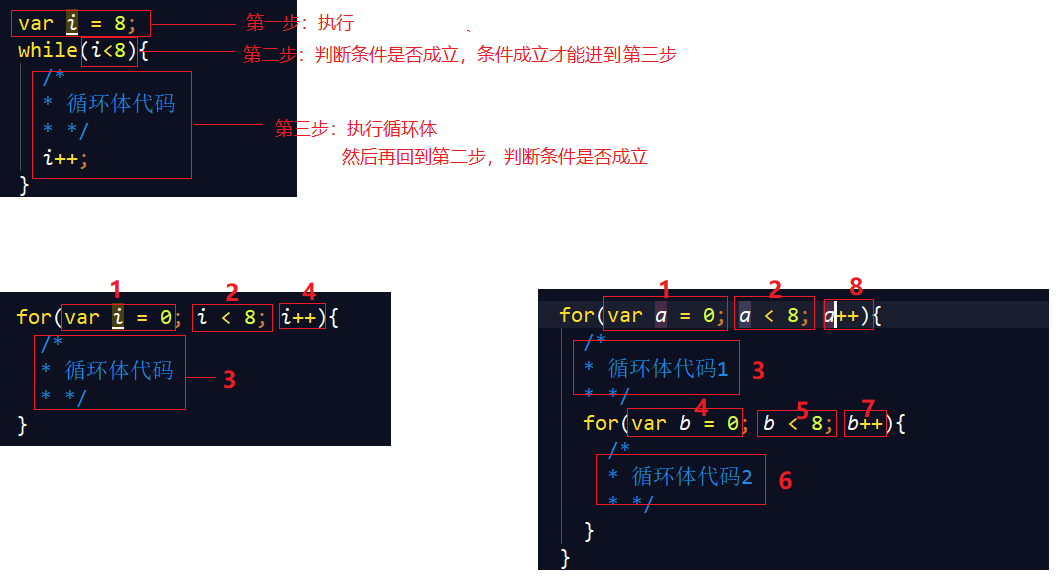 var i = 8;
第一步：执行
while(i<8){
第二步：判断条件是否成立，条件成立才能进到第三步
/*
* 循环体代码
* */
第三步：执行循环体
i++;
然后再回到第二步，判断条件是否成立
}
1 2 4
for(var i = 0; i < 8; i++){
/*
* 循环体代码
3
* */
}
1 2 8
for(var a = 0; a < 8; a++){
/*
* 循环体代码1
3
* */
4 5 7
for(var b = 0; b < 8; b++){
/*
* 循环体代码2
6
* */
}
}